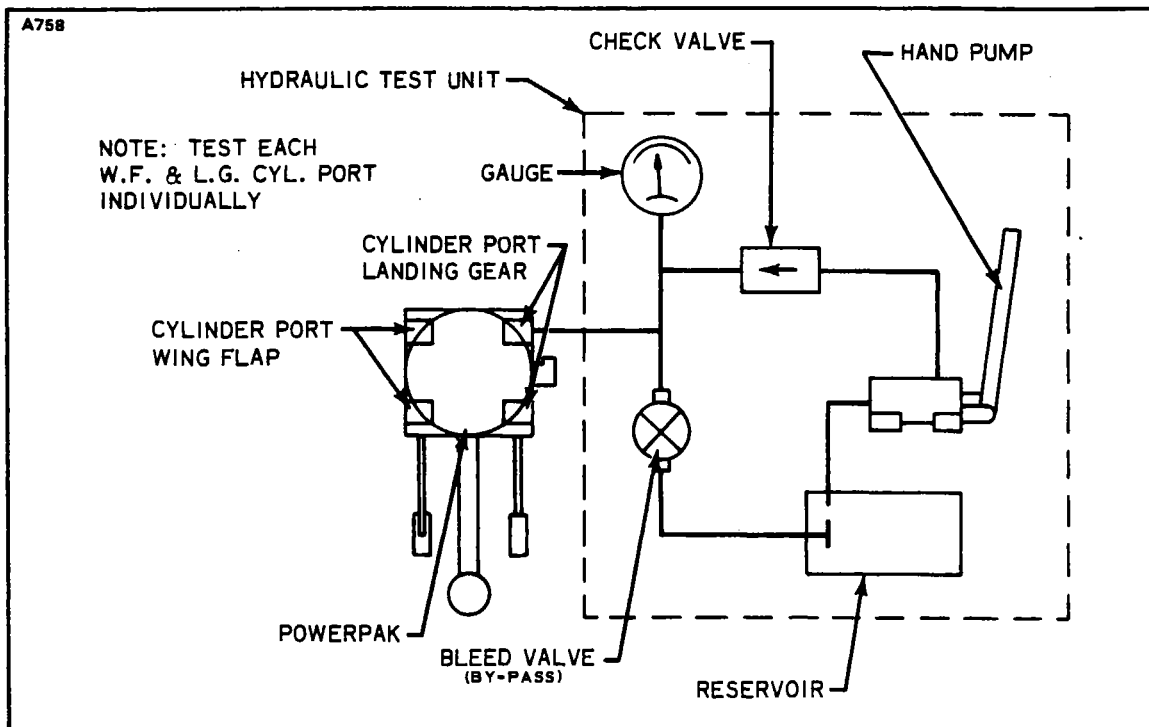 A758
CHECK VALVE
HAND PUMP
HYDRAULIC TEST UNIT
NOTE: TEST EACH
W.F. & L.G. CYL. PORT
INDIVIDUALLY
GAUGE
CYLINDER PORT
LANDING GEAR
CYLINDER PORT
WING FLAP
POWERPAK
BLEED VALVE
(BY-PASS)
RESERVOIR